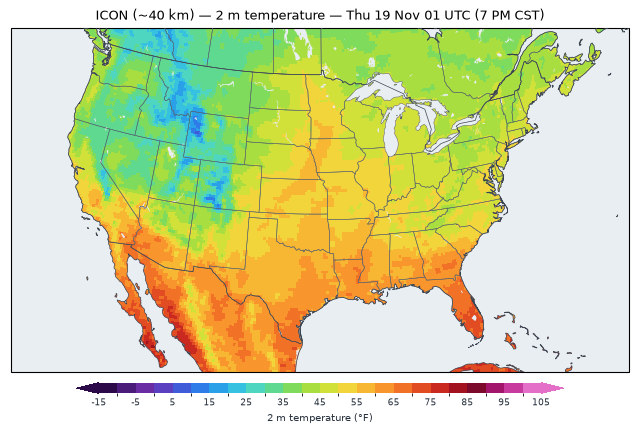 ICON (~40 km) — 2 m temperature — Thu 19 Nov 01 UTC (7 PM CST)
-15 -5 5 15 25 35 45 55 65 75 85 95 105
2 m temperature (°F)